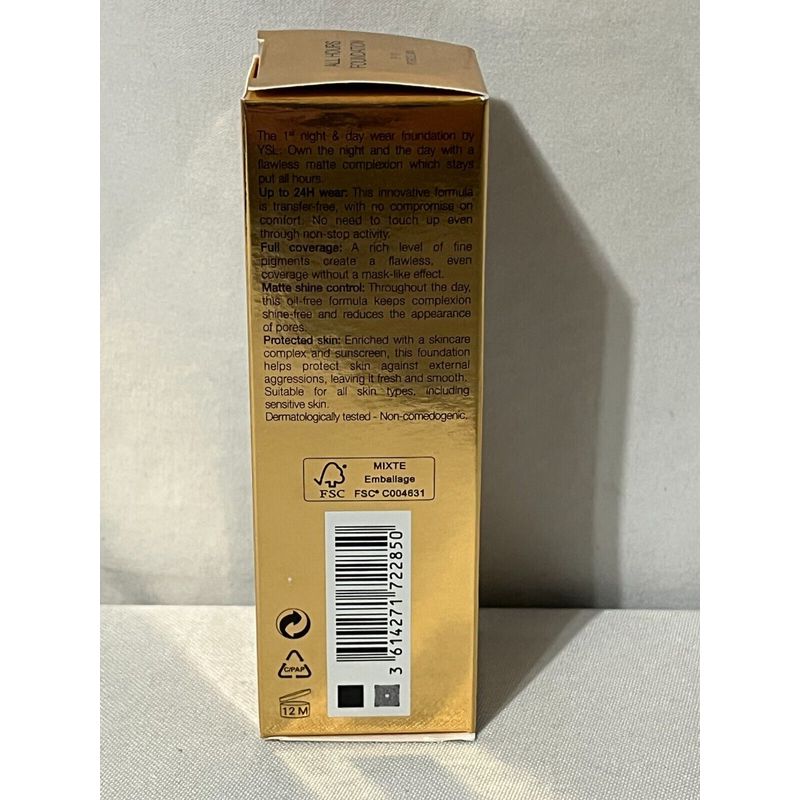 ALL HOURS
FOUNDATION
The 1st night & day wear foundation by
YSL. Own the night and the day with a
flawless matte complexion which stays
put all hours.
Up to 24H wear: This innovative formula
is transfer-free, with no compromise on
comfort. No need to touch up even
through non-stop activity.
Full coverage: A rich level of fine
pigments create a flawless, even
coverage without a mask-like effect.
Matte shine control: Throughout the day,
this oil-free formula keeps complexion
shine-free and reduces the appearance
of pores.
Protected skin: Enriched with a skincare
complex and sunscreen, this foundation
helps protect skin against external
aggressions, leaving it fresh and smooth.
Suitable for all skin types, including
sensitive skin.
Dermatologically tested - Non-comedogenic.
FSC
MIXTE
Emballage
FSC® C004631
3 614271 722850
C/PAP
12 M